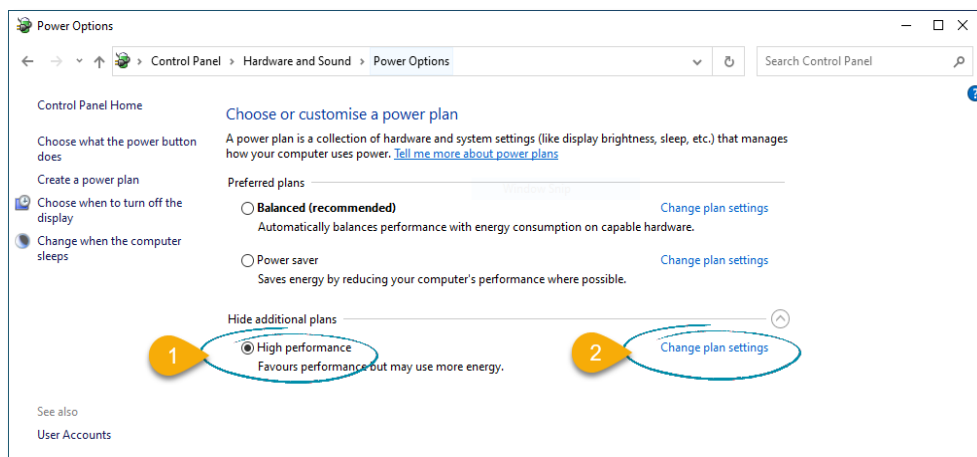 Power Options
Control Panel > Hardware and Sound > Power Options
Search Control Panel
?
Control Panel Home
Choose what the power button
does
Create a power plan
Choose when to turn off the
display
Change when the computer
sleeps
See also
User Accounts
Choose or customise a power plan
A power plan is a collection of hardware and system settings (like display brightness, sleep, etc.) that manages
how your computer uses power. Tell me more about power plans
Preferred plans
Balanced (recommended) Change plan settings
Automatically balances performance with energy consumption on capable hardware.
Power saver Change plan settings
Saves energy by reducing your computer's performance where possible.
Hide additional plans
1 High performance 2 Change plan settings
Favours performance but may use more energy.